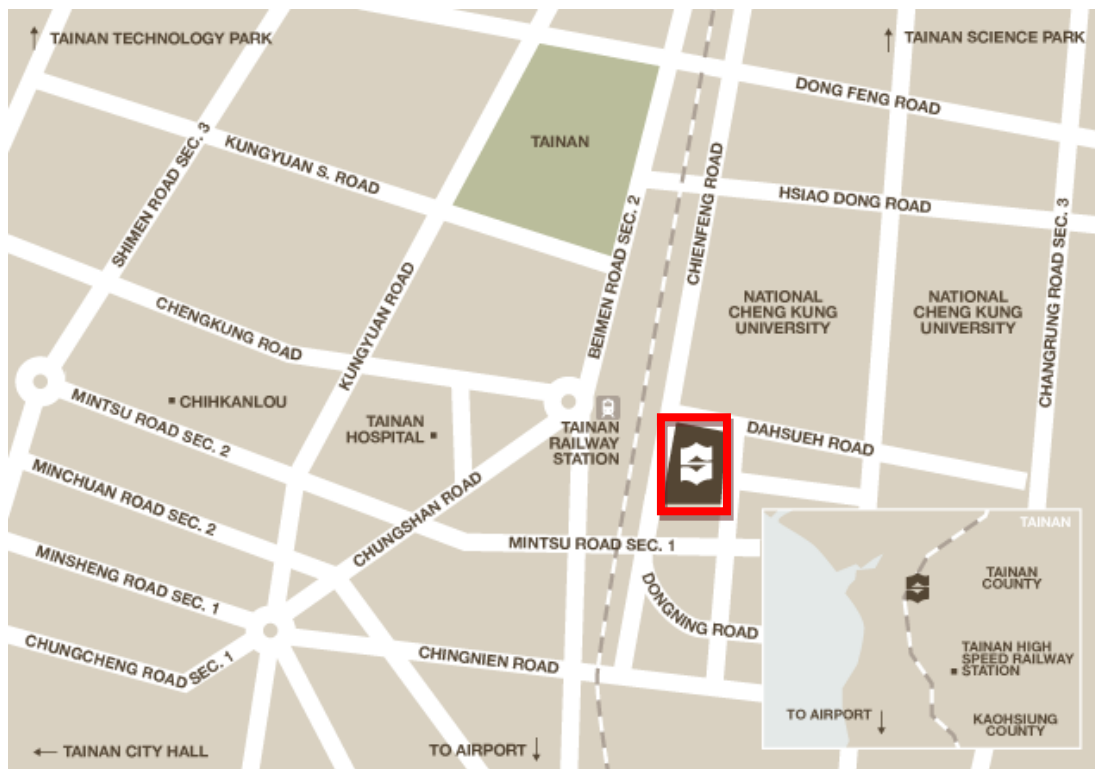 TAINAN TECHNOLOGY PARK
TAINAN SCIENCE PARK
DONG FENG ROAD
TAINAN
SHIMEN ROAD SEC. 3
KUNGYUAN S. ROAD
CHIENFENG ROAD
HSIAO DONG ROAD
BEIMEN ROAD SEC. 2
CHANGRUNG ROAD SEC. 3
KUNGYUAN ROAD
CHENGKUNG ROAD
NATIONAL
CHENG KUNG
UNIVERSITY
NATIONAL
CHENG KUNG
UNIVERSITY
CHIHKANLOU
MINTSU ROAD SEC. 2
TAINAN
HOSPITAL
TAINAN
RAILWAY
STATION
DAHSUEH ROAD
MINCHUAN ROAD SEC. 2
CHUNGSHAN ROAD
MINTSU ROAD SEC. 1
MINSHENG ROAD SEC. 1
DONGNING ROAD
CHUNGCHENG ROAD SEC. 1
CHINGNIEN ROAD
TAINAN CITY HALL
TO AIRPORT
TAINAN
TAINAN
COUNTY
TAINAN HIGH
SPEED RAILWAY
STATION
TO AIRPORT
KAOHSIUNG
COUNTY